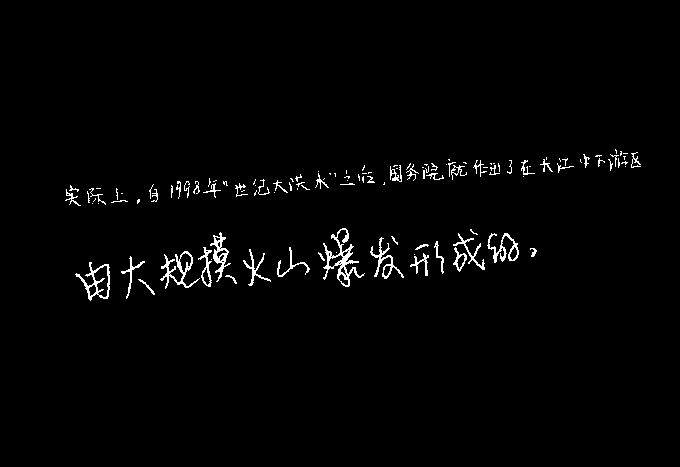 实际上，自1998年“世纪大洪水”之后，国务院就作出了在长江中下游区
由大规摸火山爆发形成的。